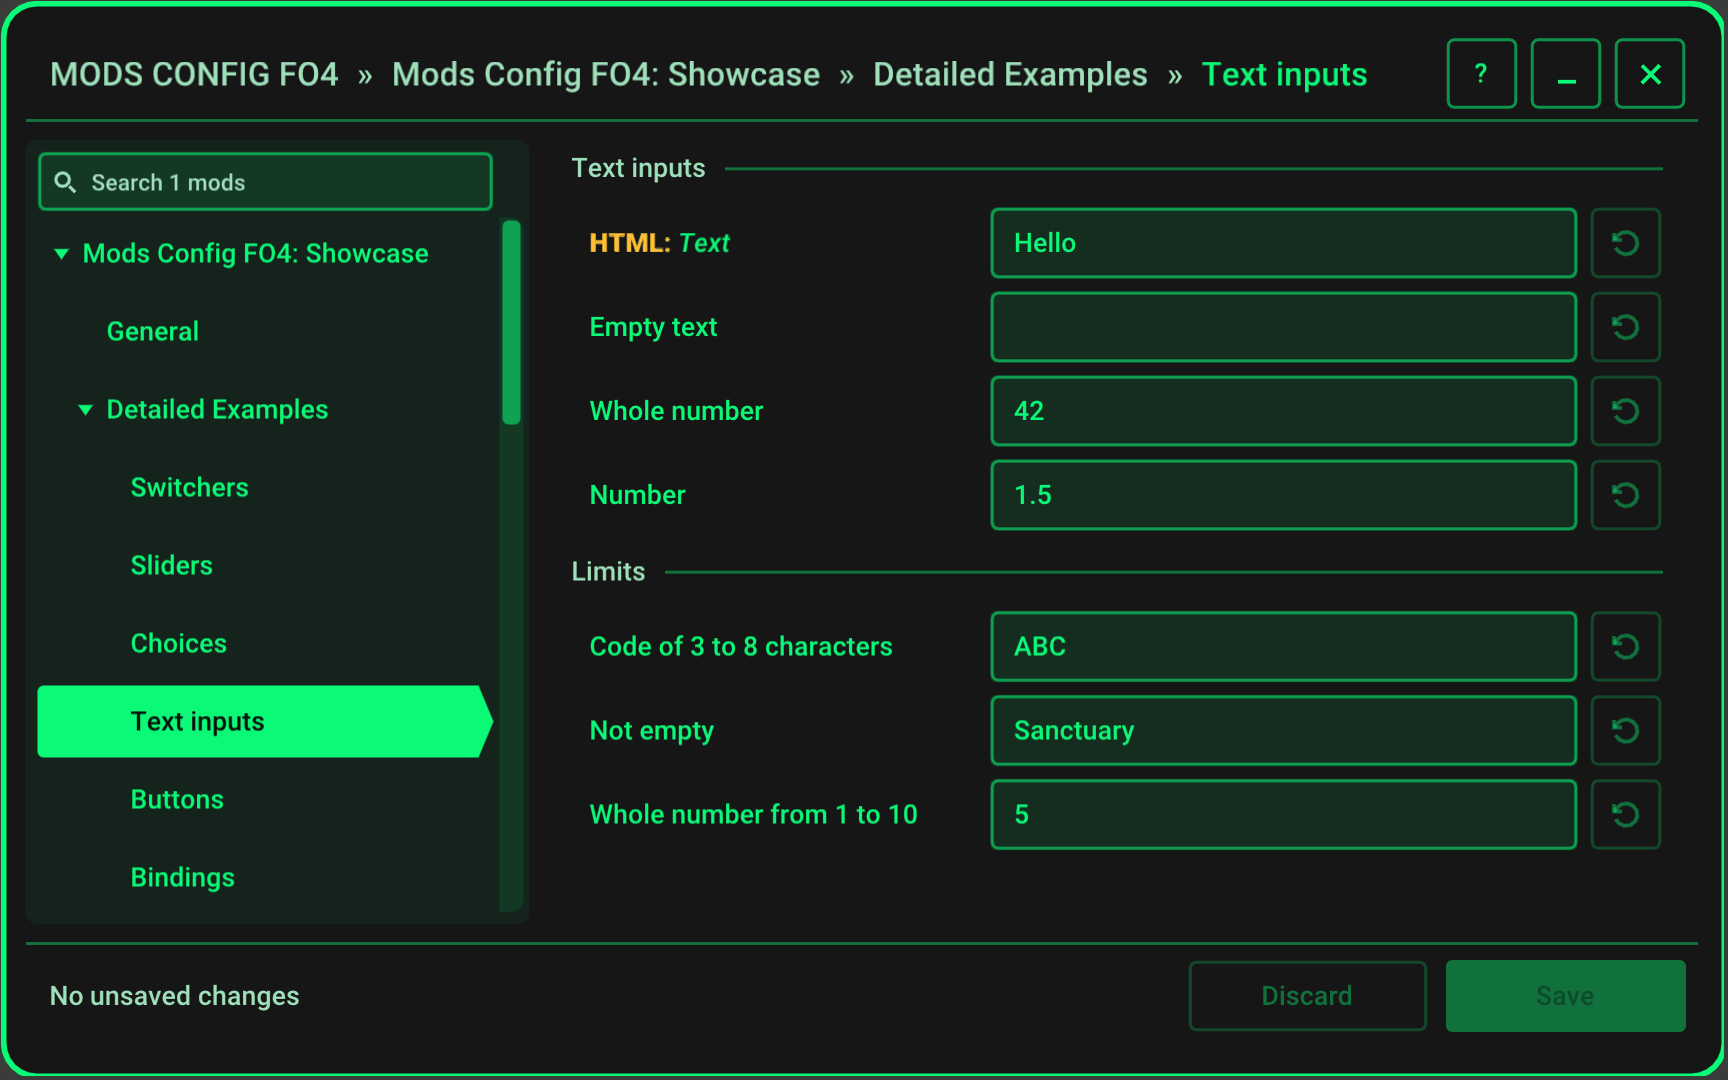 MODS CONFIG FO4 » Mods Config FO4: Showcase » Detailed Examples » Text inputs
?
Search 1 mods
Mods Config FO4: Showcase
General
Detailed Examples
Switchers
Sliders
Choices
Text inputs
Buttons
Bindings
Text inputs
HTML: Text
Hello
Empty text
Whole number
42
Number
1.5
Limits
Code of 3 to 8 characters
ABC
Not empty
Sanctuary
Whole number from 1 to 10
5
No unsaved changes
Discard
Save